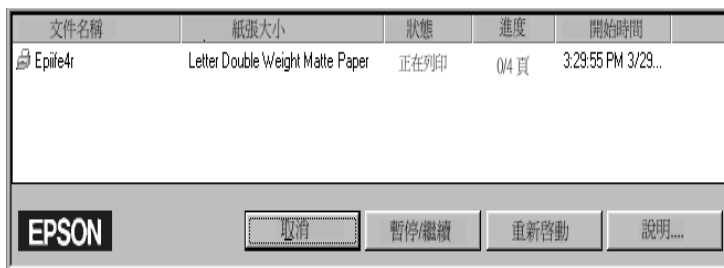 文件名稱 紙張大小 狀態 進度 開始時間
Epiife4r Letter Double Weight Matte Paper 正在列印 0/4 頁 3:29:55 PM 3/29...
EPSON 取消 暫停/繼續 重新啓動 說明....